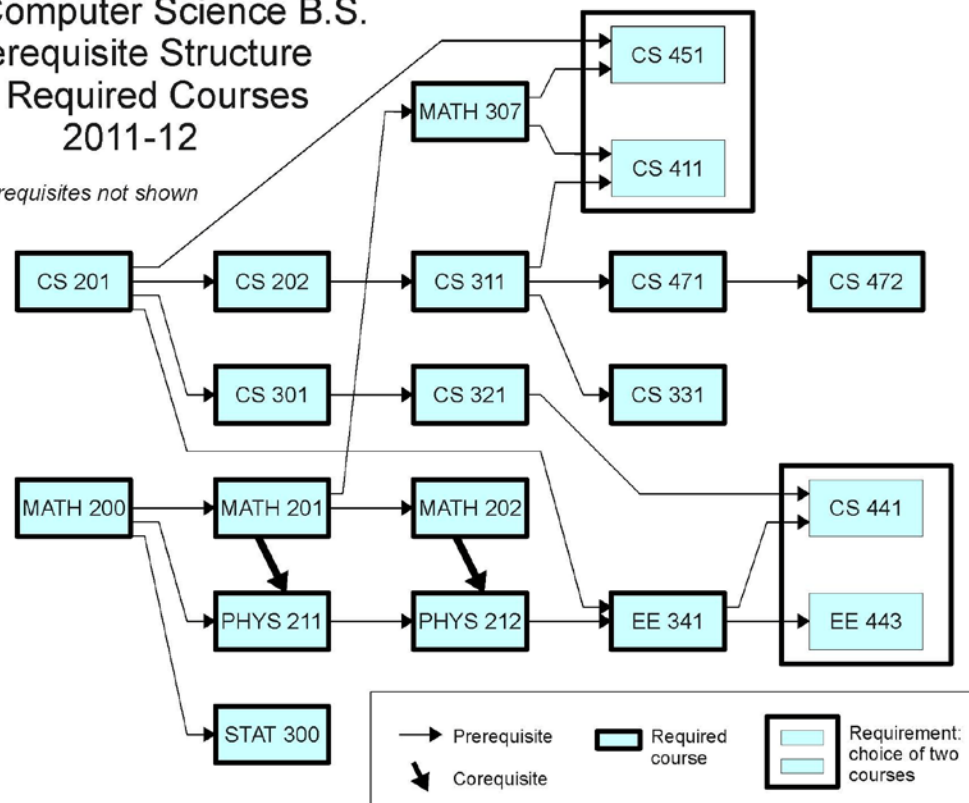 Computer Science B.S.
erequisite Structure
Required Courses
2011-12
requisites not shown
CS 451
MATH 307
CS 411
CS 201
CS 202
CS 311
CS 471
CS 472
CS 301
CS 321
CS 331
MATH 200
MATH 201
MATH 202
CS 441
PHYS 211
PHYS 212
EE 341
EE 443
STAT 300
Prerequisite
Corequisite
Required
course
Requirement:
choice of two
courses